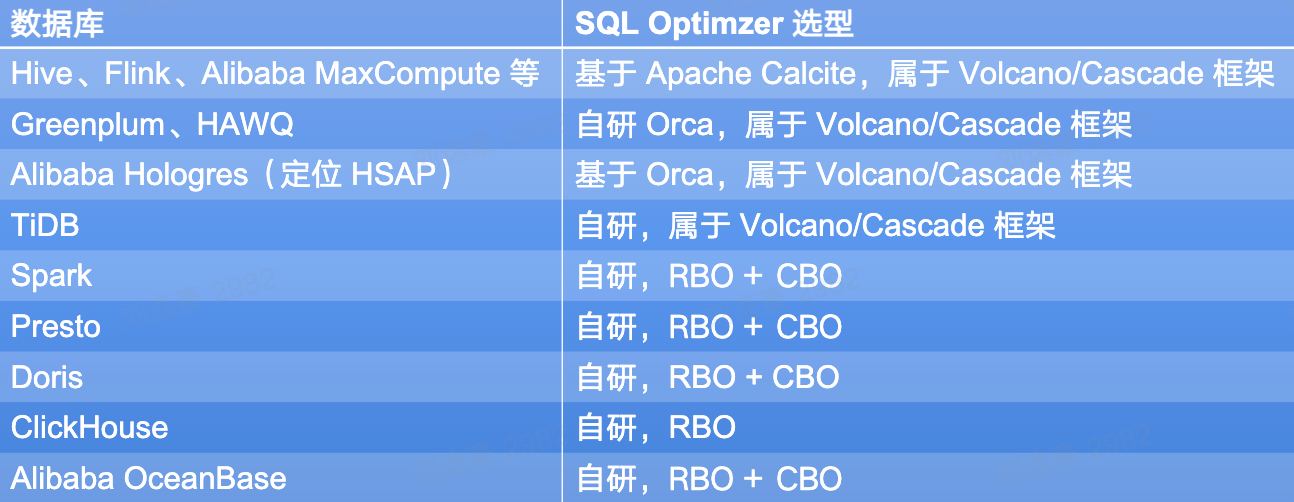 数据库 SQL Optimzer 选型
Hive、Flink、Alibaba MaxCompute 等 基于 Apache Calcite，属于 Volcano/Cascade 框架
Greenplum、HAWQ 自研 Orca，属于 Volcano/Cascade 框架
Alibaba Hologres（定位 HSAP） 基于 Orca，属于 Volcano/Cascade 框架
TiDB 自研，属于 Volcano/Cascade 框架
Spark 自研，RBO + CBO
Presto 自研，RBO + CBO
Doris 自研，RBO + CBO
ClickHouse 自研，RBO
Alibaba OceanBase 自研，RBO + CBO